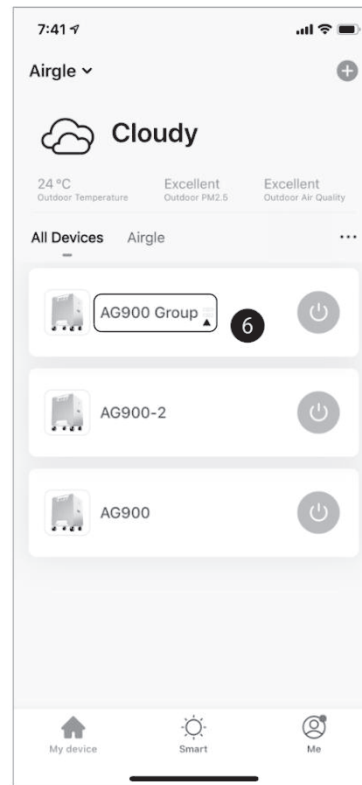 7:41
Airgle
Cloudy
24 °C Excellent Excellent
Outdoor Temperature Outdoor PM2.5 Outdoor Air Quality
All Devices Airgle ...
AG900 Group
6
AG900-2
AG900
My device Smart Me